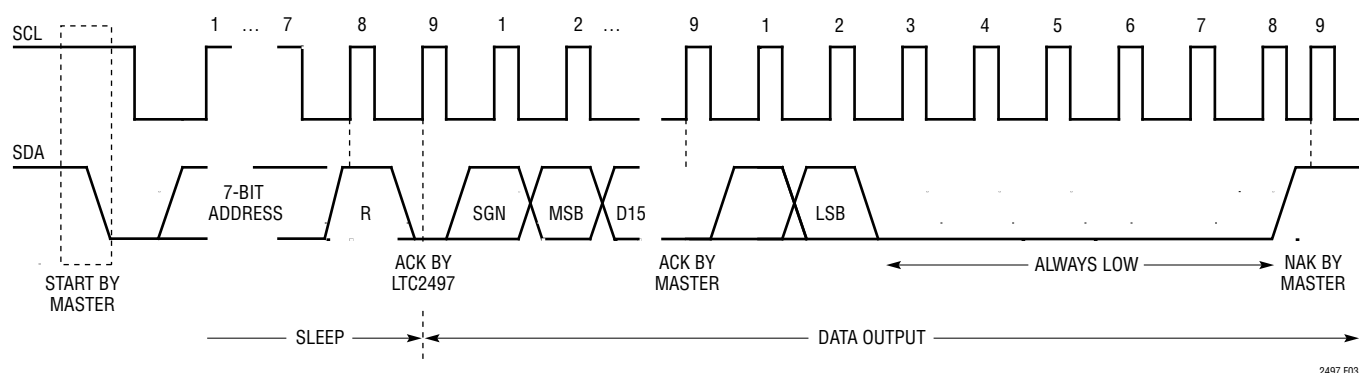 SCL
1 … 7 8 9 1 2 … 9 1 2 3 4 5 6 7 8 9
SDA
7-BIT
ADDRESS
R
SGN
MSB
D15
LSB
START BY
MASTER
ACK BY
LTC2497
ACK BY
MASTER
ALWAYS LOW
NAK BY
MASTER
SLEEP
DATA OUTPUT
2497 F03